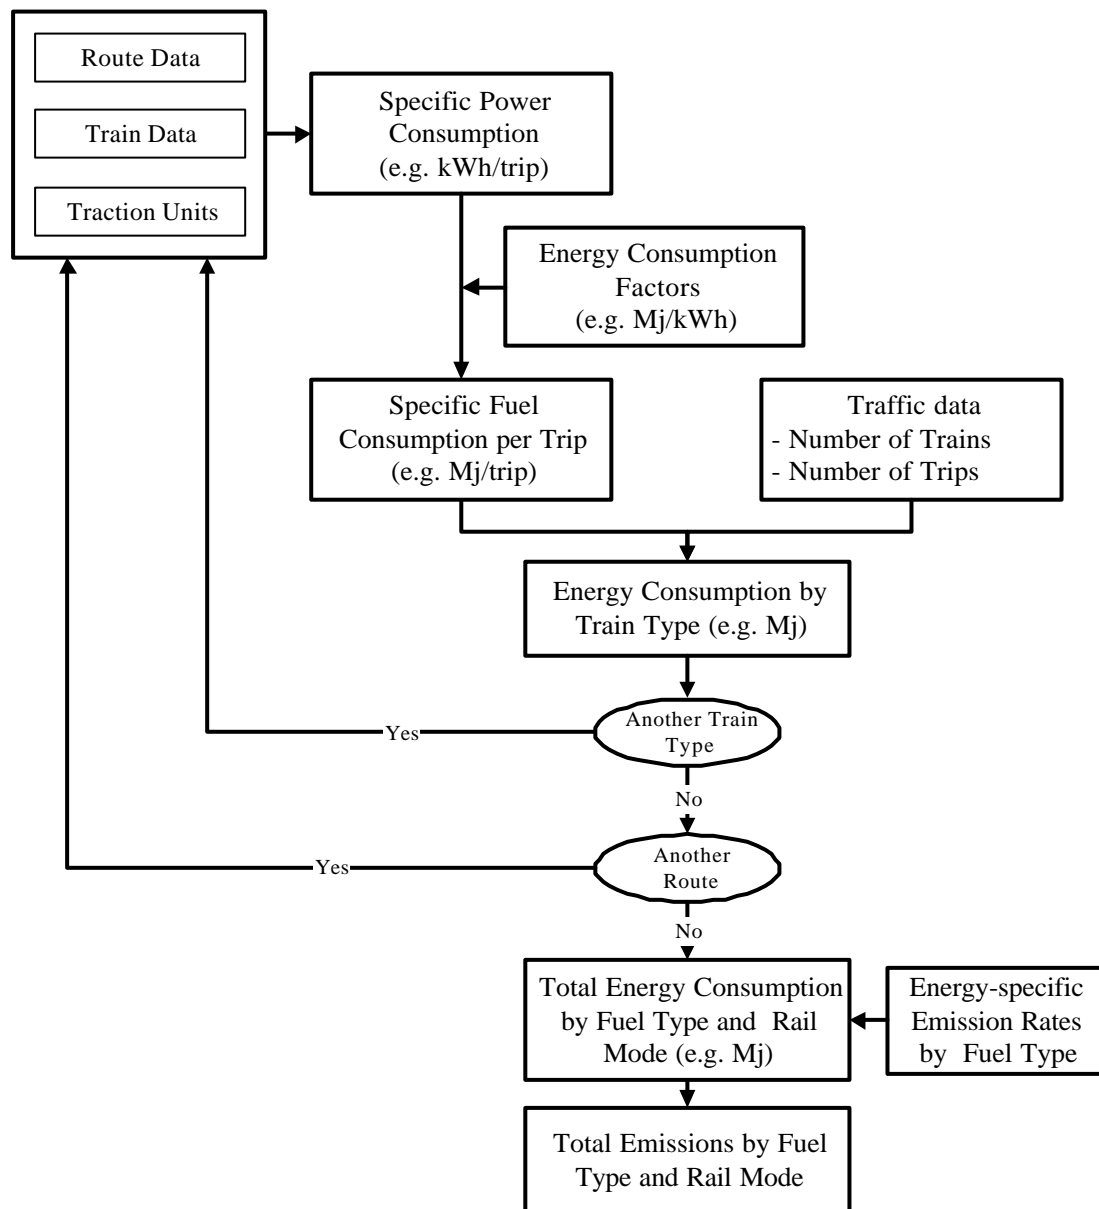 Route Data
Train Data
Traction Units
Specific Power
Consumption
(e.g. kWh/trip)
Energy Consumption
Factors
(e.g. Mj/kWh)
Specific Fuel
Consumption per Trip
(e.g. Mj/trip)
Traffic data
- Number of Trains
- Number of Trips
Energy Consumption by
Train Type (e.g. Mj)
Another Train
Type
Yes
No
Another
Route
Yes
No
Total Energy Consumption
by Fuel Type and Rail
Mode (e.g. Mj)
Energy-specific
Emission Rates
by Fuel Type
Total Emissions by Fuel
Type and Rail Mode